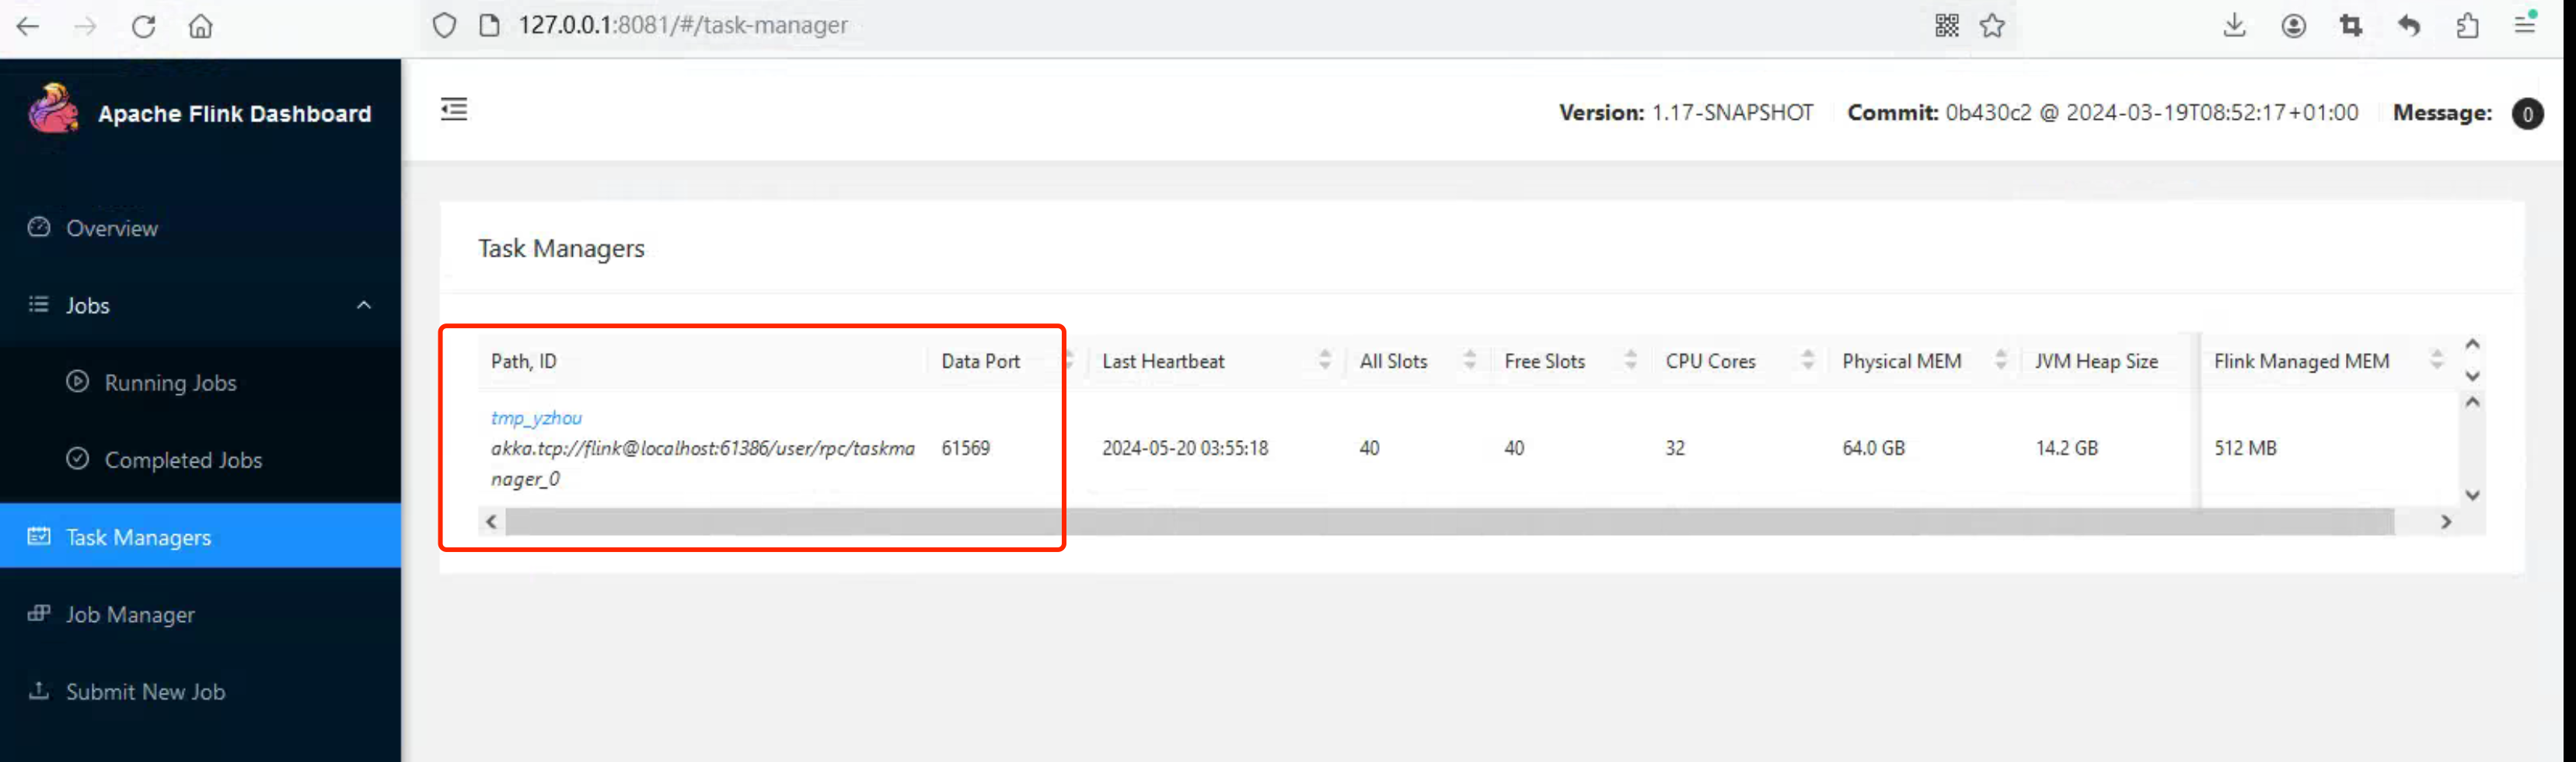 127.0.0.1:8081/#/task-manager
Apache Flink Dashboard
Version: 1.17-SNAPSHOT Commit: 0b430c2 @ 2024-03-19T08:52:17+01:00 Message: 0
Overview
Jobs
Running Jobs
Completed Jobs
Task Managers
Job Manager
Submit New Job
Task Managers
Path, ID Data Port Last Heartbeat All Slots Free Slots CPU Cores Physical MEM JVM Heap Size Flink Managed MEM
tmp_yzhou
akka.tcp://flink@localhost:61386/user/rpc/taskma 61569 2024-05-20 03:55:18 40 40 32 64.0 GB 14.2 GB 512 MB
nager_0